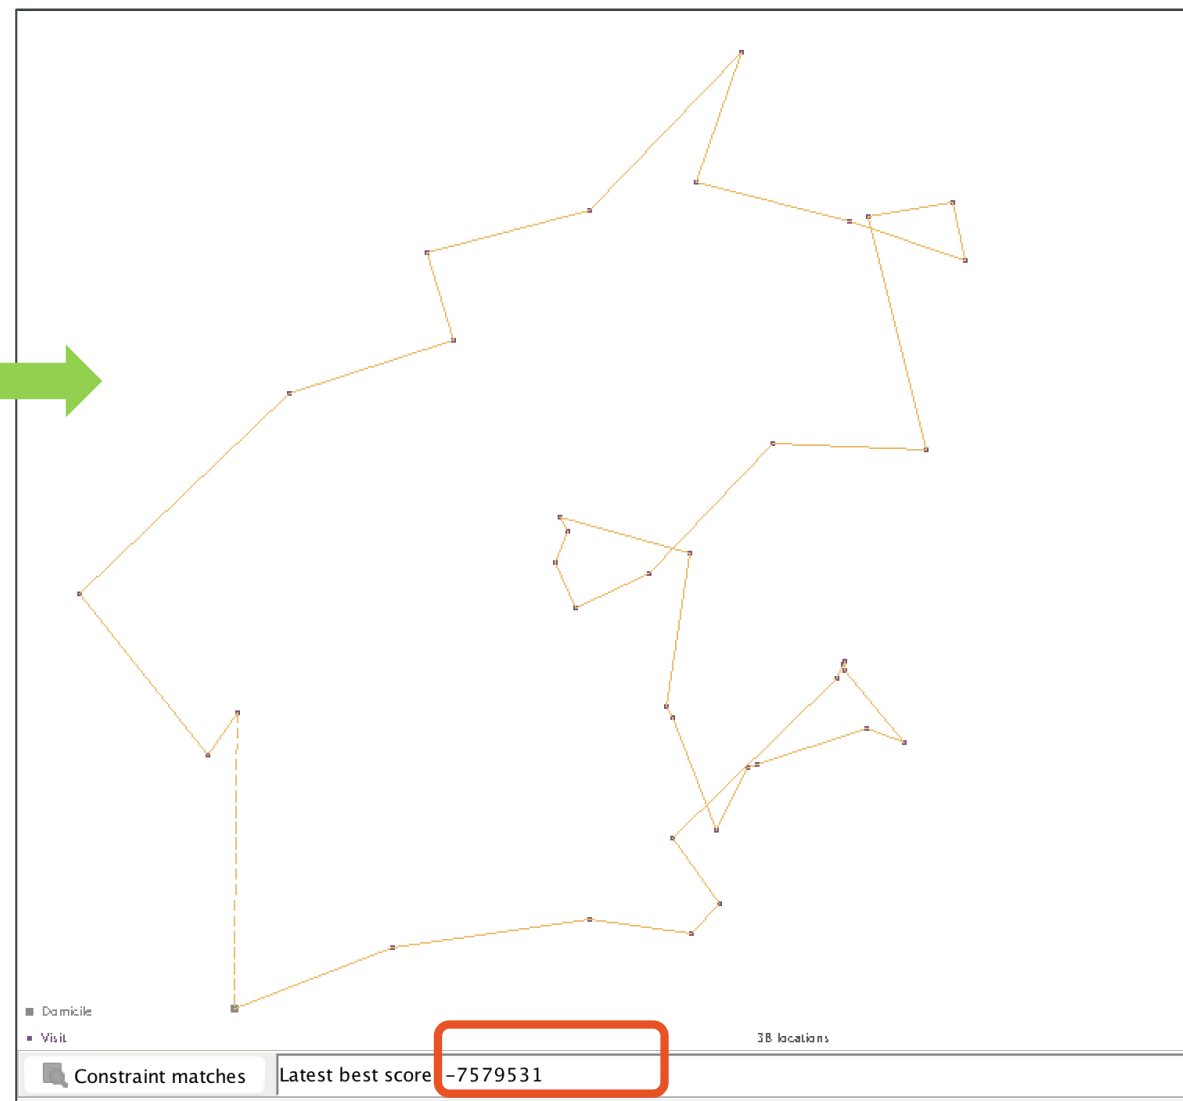 Domicile
Visit
38 locations
Constraint matches
Latest best score: -7579531